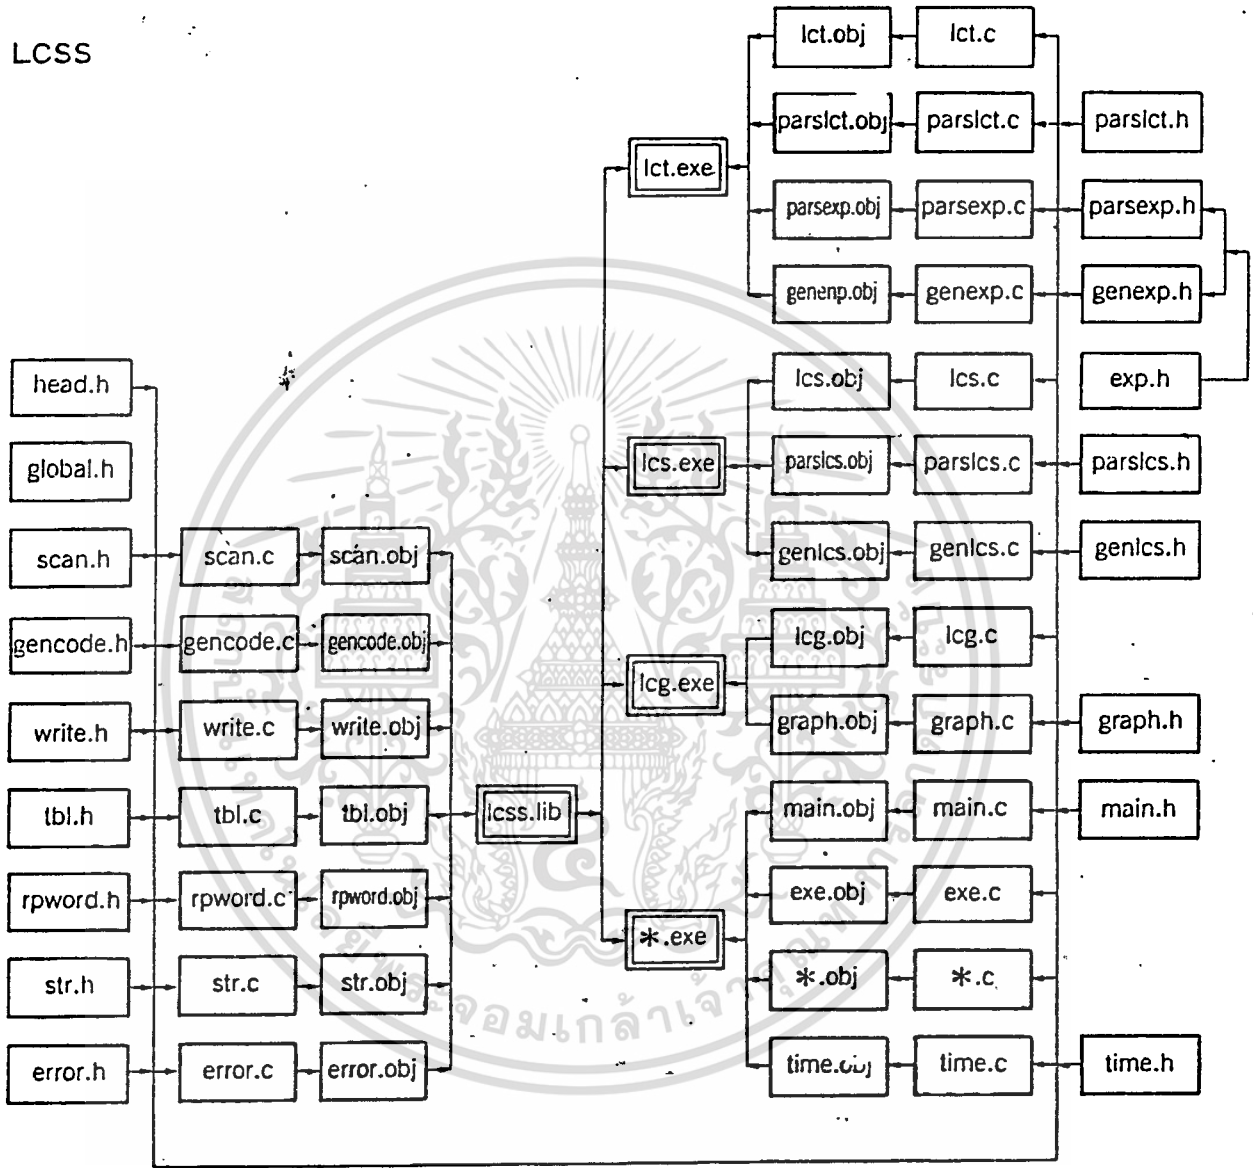 LCSS
lct.obj lct.c
parslct.obj parslct.c parslct.h
lct.exe
parsexp.obj parsexp.c parsexp.h
genenp.obj genexp.c genexp.h
head.h lcs.obj lcs.c exp.h
global.h lcs.exe parslcs.obj parslcs.c parslcs.h
scan.h scan.c scan.obj genlcs.obj genlcs.c genlcs.h
gencode.h gencode.c gencode.obj lcg.obj lcg.c
lcg.exe
write.h write.c write.obj graph.obj graph.c graph.h
tbl.h tbl.c tbl.obj lcss.lib main.obj main.c main.h
rpword.h rpword.c rpword.obj exe.obj exe.c
*.exe
str.h str.c str.obj *.obj *.c
error.h error.c error.obj time.obj time.c time.h